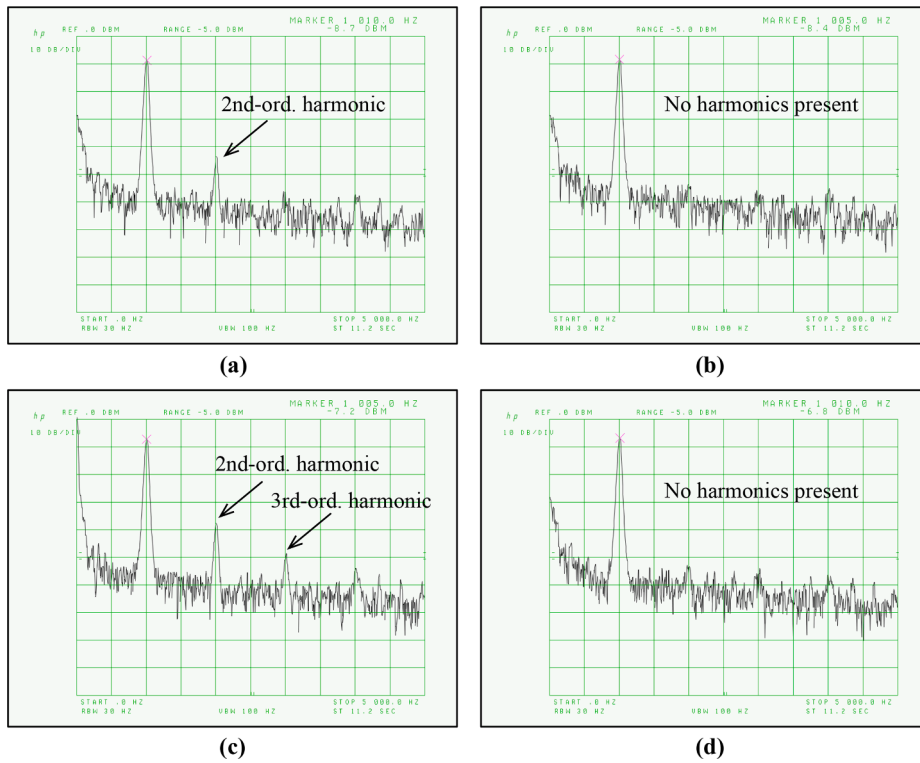 MARKER 1 010.0 HZ
hp REF .0 DBM RANGE -5.0 DBM -8.7 DBM
10 DB/DIV
2nd-ord. harmonic
START .0 HZ STOP 5 000.0 HZ
RBW 30 HZ VBW 100 HZ ST 11.2 SEC
(a)
MARKER 1 005.0 HZ
hp REF .0 DBM RANGE -5.0 DBM -8.4 DBM
10 DB/DIV
No harmonics present
START .0 HZ STOP 5 000.0 HZ
RBW 30 HZ VBW 100 HZ ST 11.2 SEC
(b)
MARKER 1 005.0 HZ
hp REF .0 DBM RANGE -5.0 DBM -7.2 DBM
10 DB/DIV
2nd-ord. harmonic
3rd-ord. harmonic
START .0 HZ STOP 5 000.0 HZ
RBW 30 HZ VBW 100 HZ ST 11.2 SEC
(c)
MARKER 1 010.0 HZ
hp REF .0 DBM RANGE -5.0 DBM -6.8 DBM
10 DB/DIV
No harmonics present
START .0 HZ STOP 5 000.0 HZ
RBW 30 HZ VBW 100 HZ ST 11.2 SEC
(d)